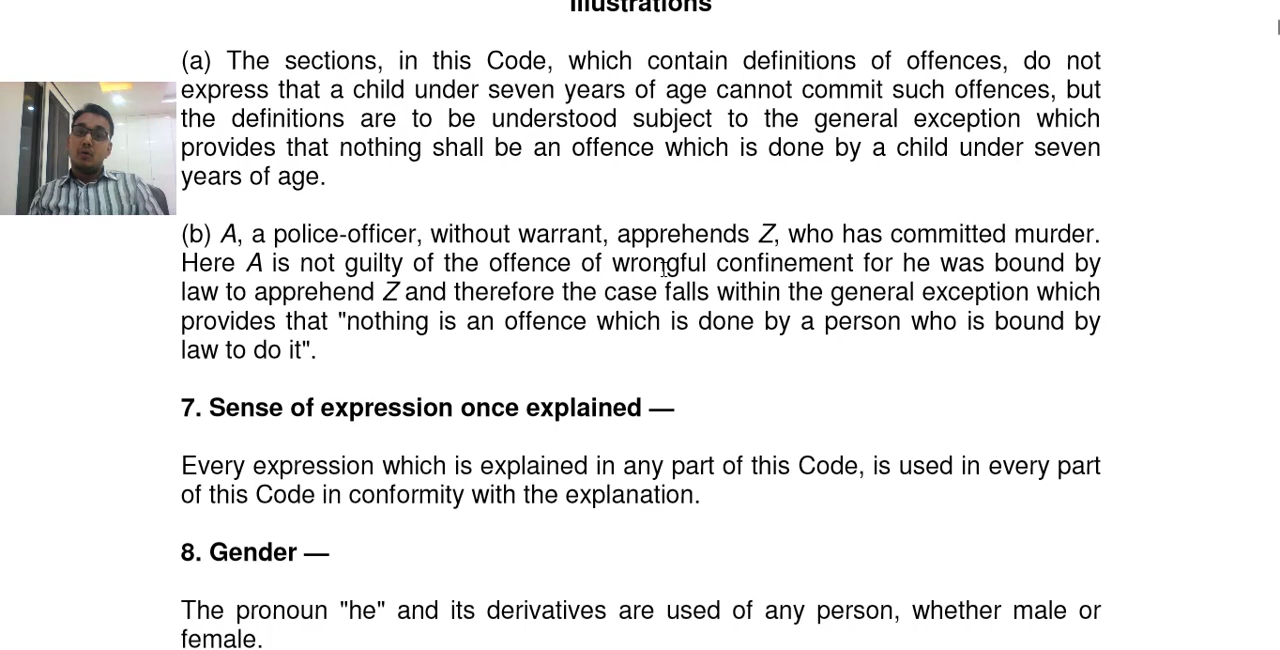 Illustrations
(a) The sections, in this Code, which contain definitions of offences, do not
express that a child under seven years of age cannot commit such offences, but
the definitions are to be understood subject to the general exception which
provides that nothing shall be an offence which is done by a child under seven
years of age.
(b) A, a police-officer, without warrant, apprehends Z, who has committed murder.
Here A is not guilty of the offence of wrongful confinement for he was bound by
law to apprehend Z and therefore the case falls within the general exception which
provides that "nothing is an offence which is done by a person who is bound by
law to do it".
7. Sense of expression once explained —
Every expression which is explained in any part of this Code, is used in every part
of this Code in conformity with the explanation.
8. Gender —
The pronoun "he" and its derivatives are used of any person, whether male or
female.